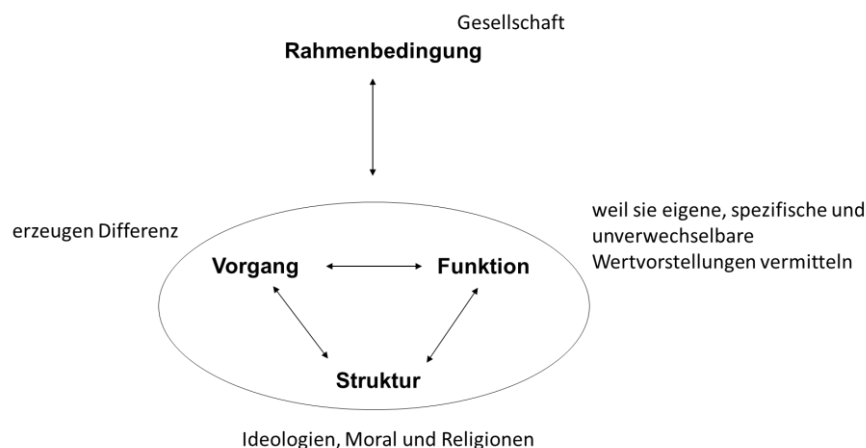 Gesellschaft
Rahmenbedingung
erzeugen Differenz
weil sie eigene, spezifische und
unverwechselbare
Wertvorstellungen vermitteln
Vorgang
Funktion
Struktur
Ideologien, Moral und Religionen